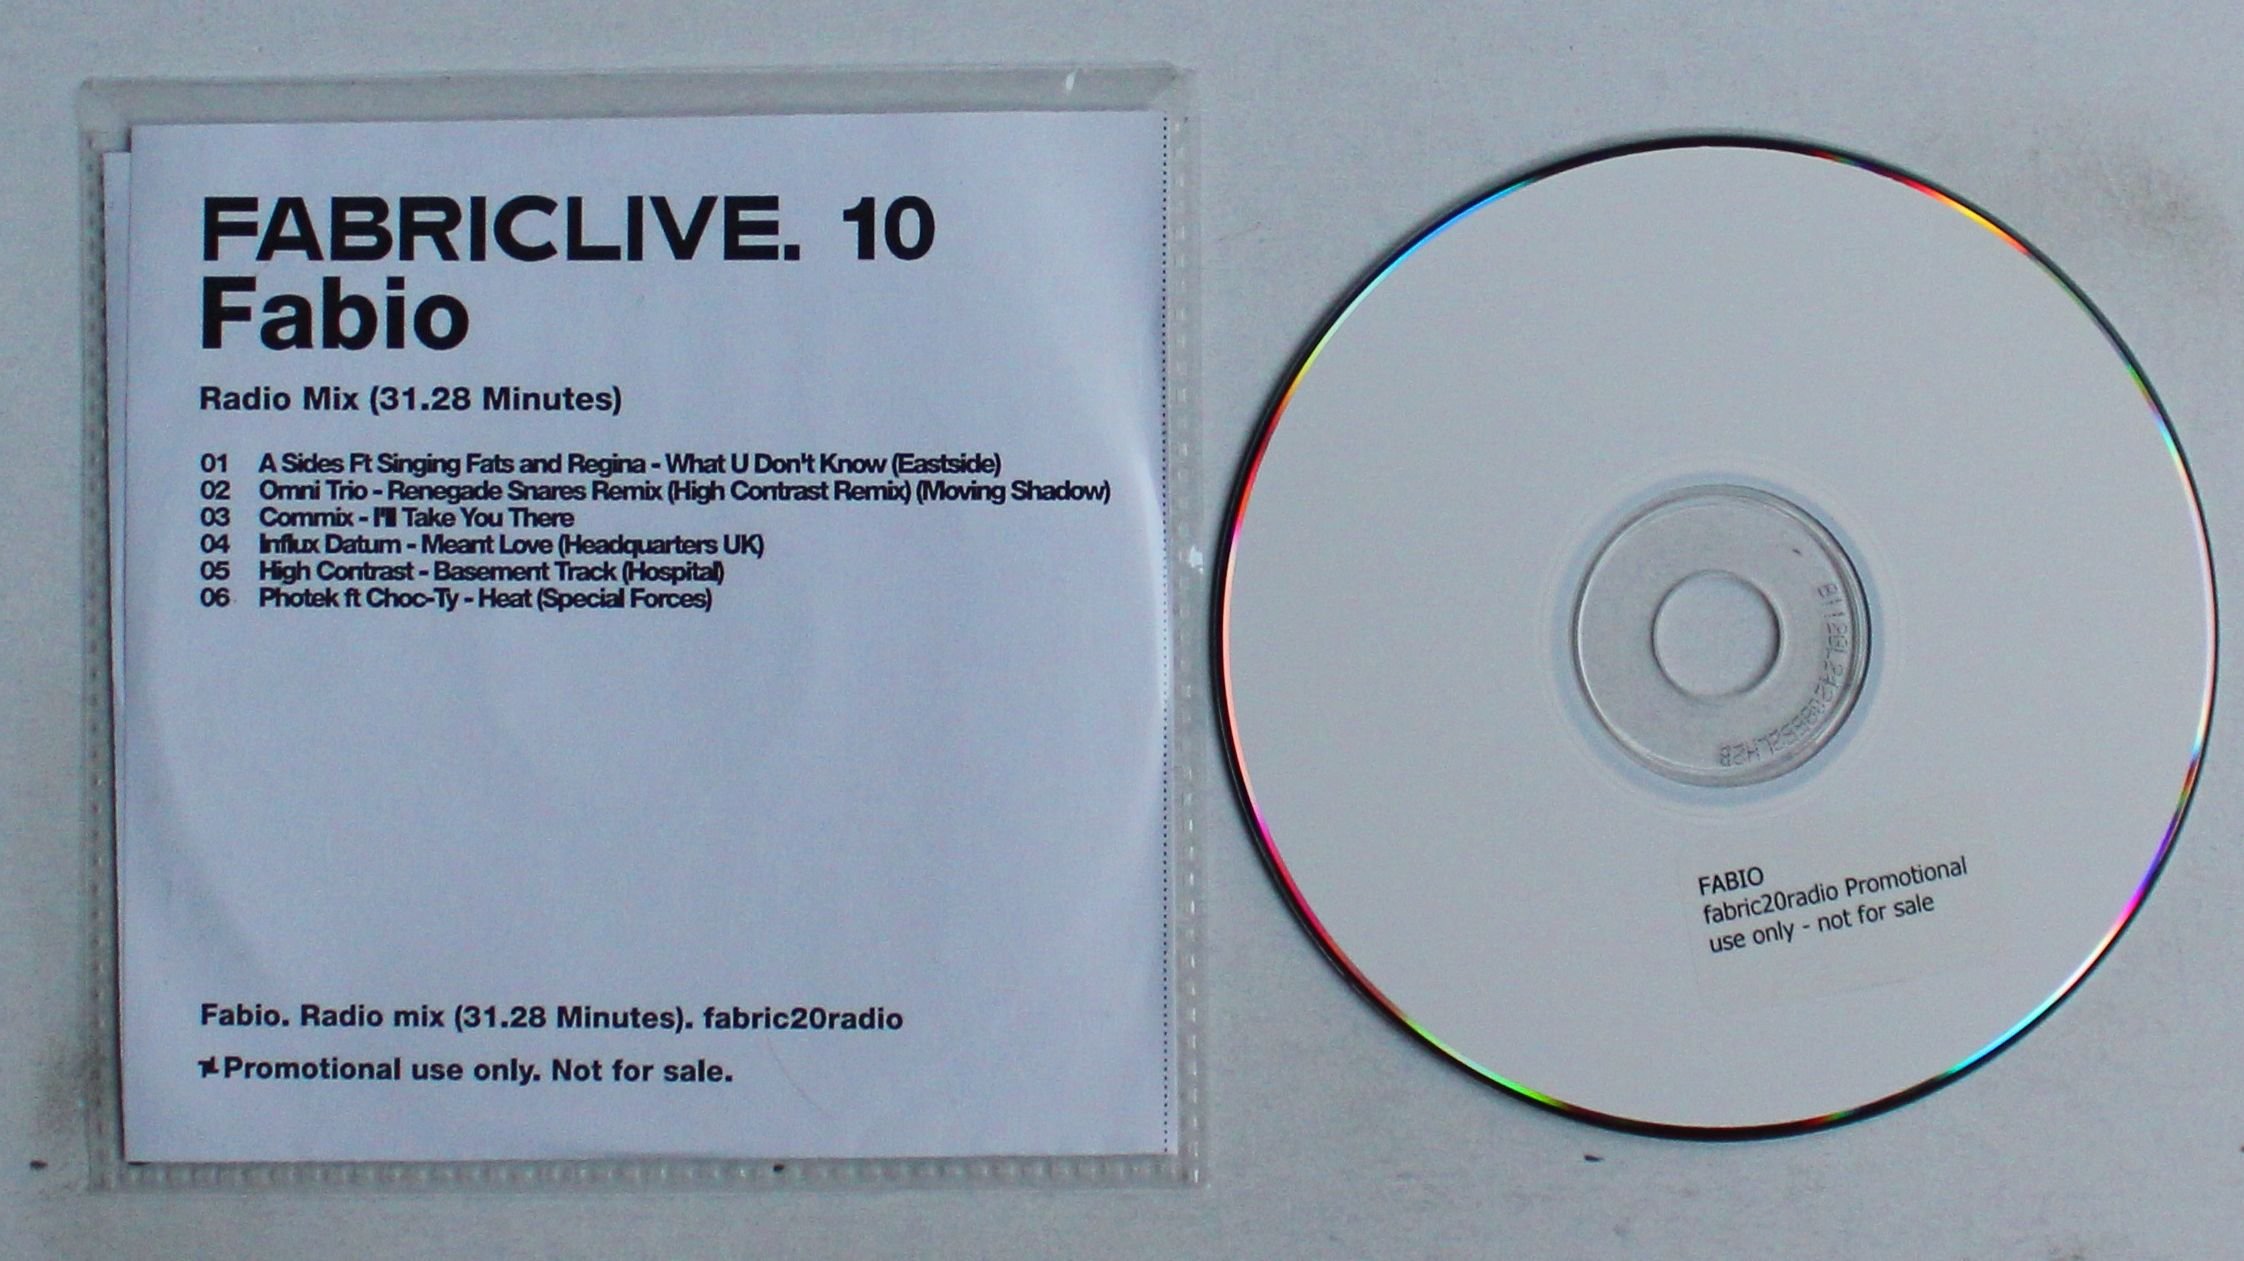 FABRICLIVE. 10
Fabio
Radio Mix (31.28 Minutes)
01 A Sides Ft Singing Fats and Regina - What U Don't Know (Eastside)
02 Omni Trio - Renegade Snares Remix (High Contrast Remix) (Moving Shadow)
03 Commix - I'll Take You There
04 Influx Datum - Meant Love (Headquarters UK)
05 High Contrast - Basement Track (Hospital)
06 Photek ft Choc-Ty - Heat (Special Forces)
Fabio. Radio mix (31.28 Minutes). fabric20radio
Promotional use only. Not for sale.
FABIO
fabric20radio Promotional
use only - not for sale